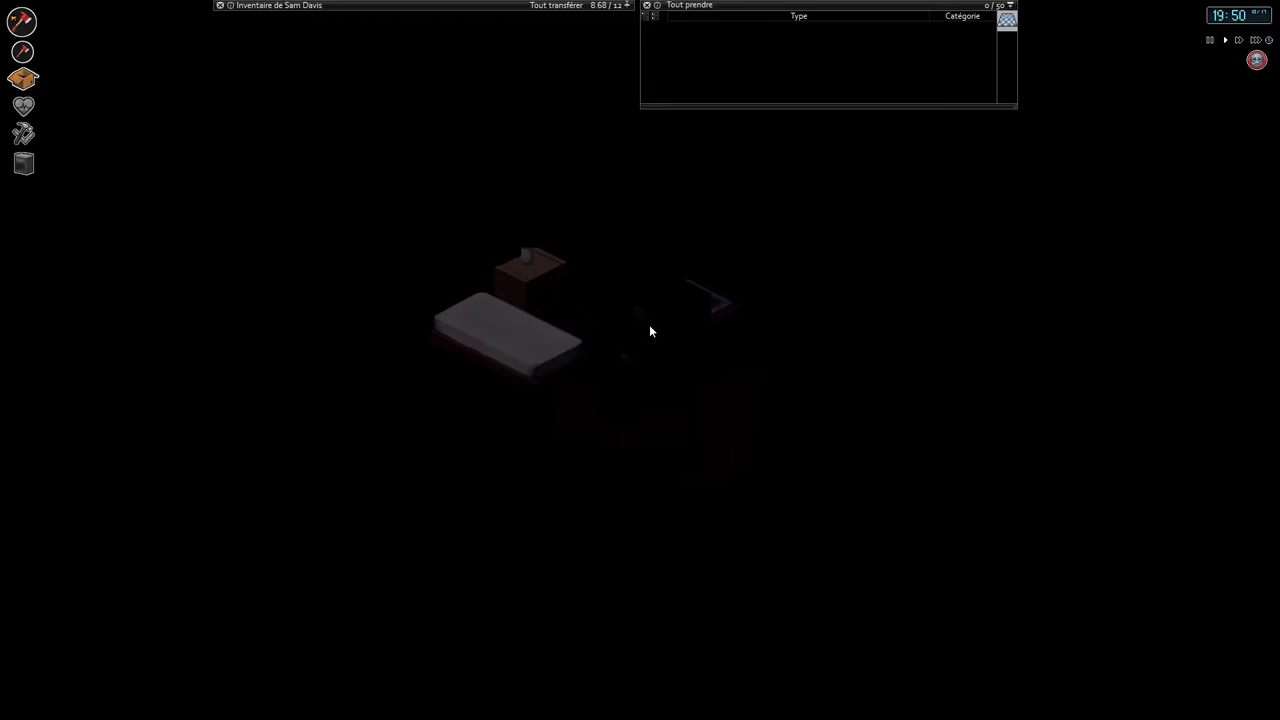 Inventaire de Sam Davis Tout transférer 8.68 / 12
Tout prendre 0 / 50
Type Catégorie
19:50